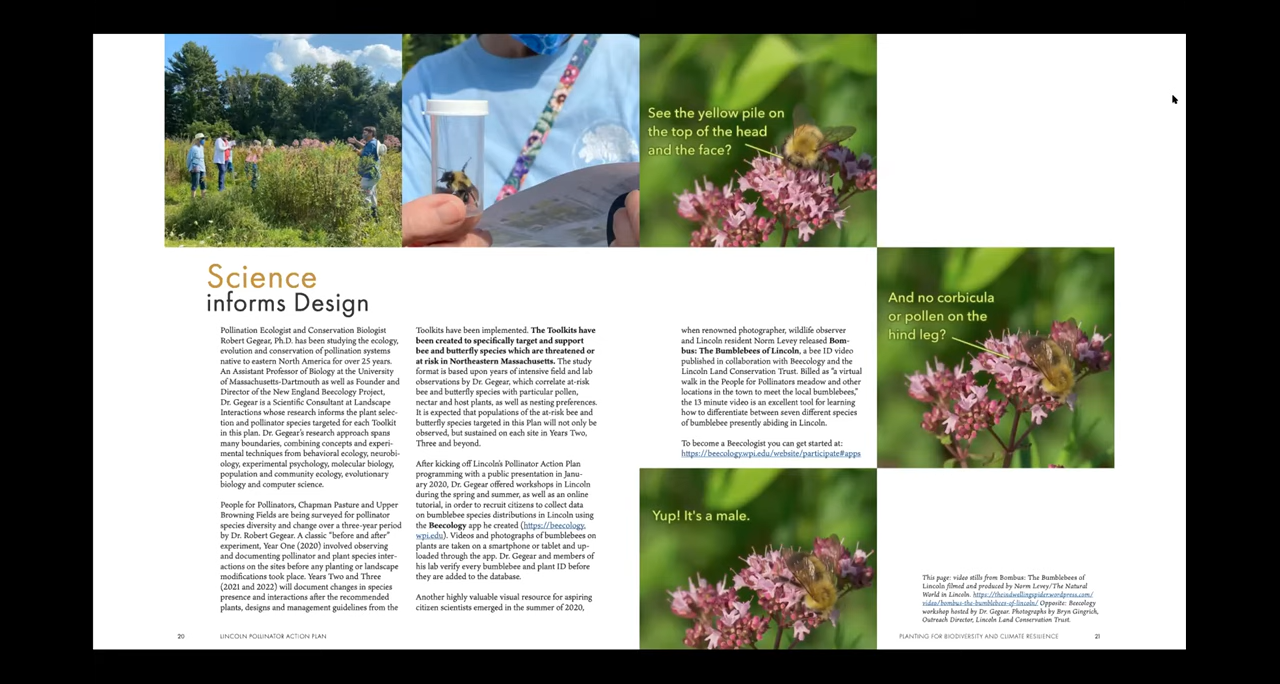 See the yellow pile on
the top of the head
and the face?
Science
informs Design
Pollination Ecologist and Conservation Biologist
Robert Gegear, Ph.D. has been studying the ecology,
evolution and conservation of pollination systems
native to eastern North America for over 25 years.
An Assistant Professor of Biology at the University
of Massachusetts-Dartmouth as well as Founder and
Director of the New England Beecology Project,
Dr. Gegear is a Scientific Consultant at Landscape
Interactions whose research informs the plant selec-
tion and pollinator species targeted for each Toolkit
in this plan. Dr. Gegear's research approach spans
many boundaries, combining concepts and experi-
mental techniques from behavioral ecology, neurobi-
ology, experimental psychology, molecular biology,
population and community ecology, evolutionary
biology and computer science.
People for Pollinators, Chapman Pasture and Upper
Browning Fields are being surveyed for pollinator
species diversity and change over a three-year period
by Dr. Robert Gegear. A classic "before and after"
experiment, Year One (2020) involved observing
and documenting pollinator and plant species inter-
actions on the sites before any planting or landscape
modifications took place. Years Two and Three
(2021 and 2022) will document changes in species
presence and interactions after the recommended
plants, designs and management guidelines from the
Toolkits have been implemented. The Toolkits have
been created to specifically target and support
bee and butterfly species which are threatened or
at risk in Northeastern Massachusetts. The study
format is based upon years of intensive field and lab
observations by Dr. Gegear, which correlate at-risk
bee and butterfly species with particular pollen,
nectar and host plants, as well as nesting preferences.
It is expected that populations of the at-risk bee and
butterfly species targeted in this Plan will not only be
observed, but sustained on each site in Years Two,
Three and beyond.
After kicking off Lincoln's Pollinator Action Plan
programming with a public presentation in Janu-
ary 2020, Dr. Gegear offered workshops in Lincoln
during the spring and summer, as well as an online
tutorial, in order to recruit citizens to collect data
on bumblebee species distributions in Lincoln using
the Beecology app he created (https://beecology.
wpi.edu). Videos and photographs of bumblebees on
plants are taken on a smartphone or tablet and up-
loaded through the app. Dr. Gegear and members of
his lab verify every bumblebee and plant ID before
they are added to the database.
Another highly valuable visual resource for aspiring
citizen scientists emerged in the summer of 2020,
when renowned photographer, wildlife observer
and Lincoln resident Norm Levey released Bom-
bus: The Bumblebees of Lincoln, a bee ID video
published in collaboration with Beecology and the
Lincoln Land Conservation Trust. Billed as "a virtual
walk in the People for Pollinators meadow and other
locations in the town to meet the local bumblebees,"
the 13 minute video is an excellent tool for learning
how to differentiate between seven different species
of bumblebee presently abiding in Lincoln.
To become a Beecologist you can get started at:
https://beecology.wpi.edu/website/participate#apps
And no corbicula
or pollen on the
hind leg?
Yup! It's a male.
This page: video stills from Bombus: The Bumblebees of
Lincoln filmed and produced by Norm Levey/The Natural
World in Lincoln. https://theindwellingspider.wordpress.com/
video/bombus-the-bumblebees-of-lincoln/ Opposite: Beecology
workshop hosted by Dr. Gegear. Photographs by Bryn Gingrich,
Outreach Director, Lincoln Land Conservation Trust.
20 LINCOLN POLLINATOR ACTION PLAN
PLANTING FOR BIODIVERSITY AND CLIMATE RESILIENCE 21